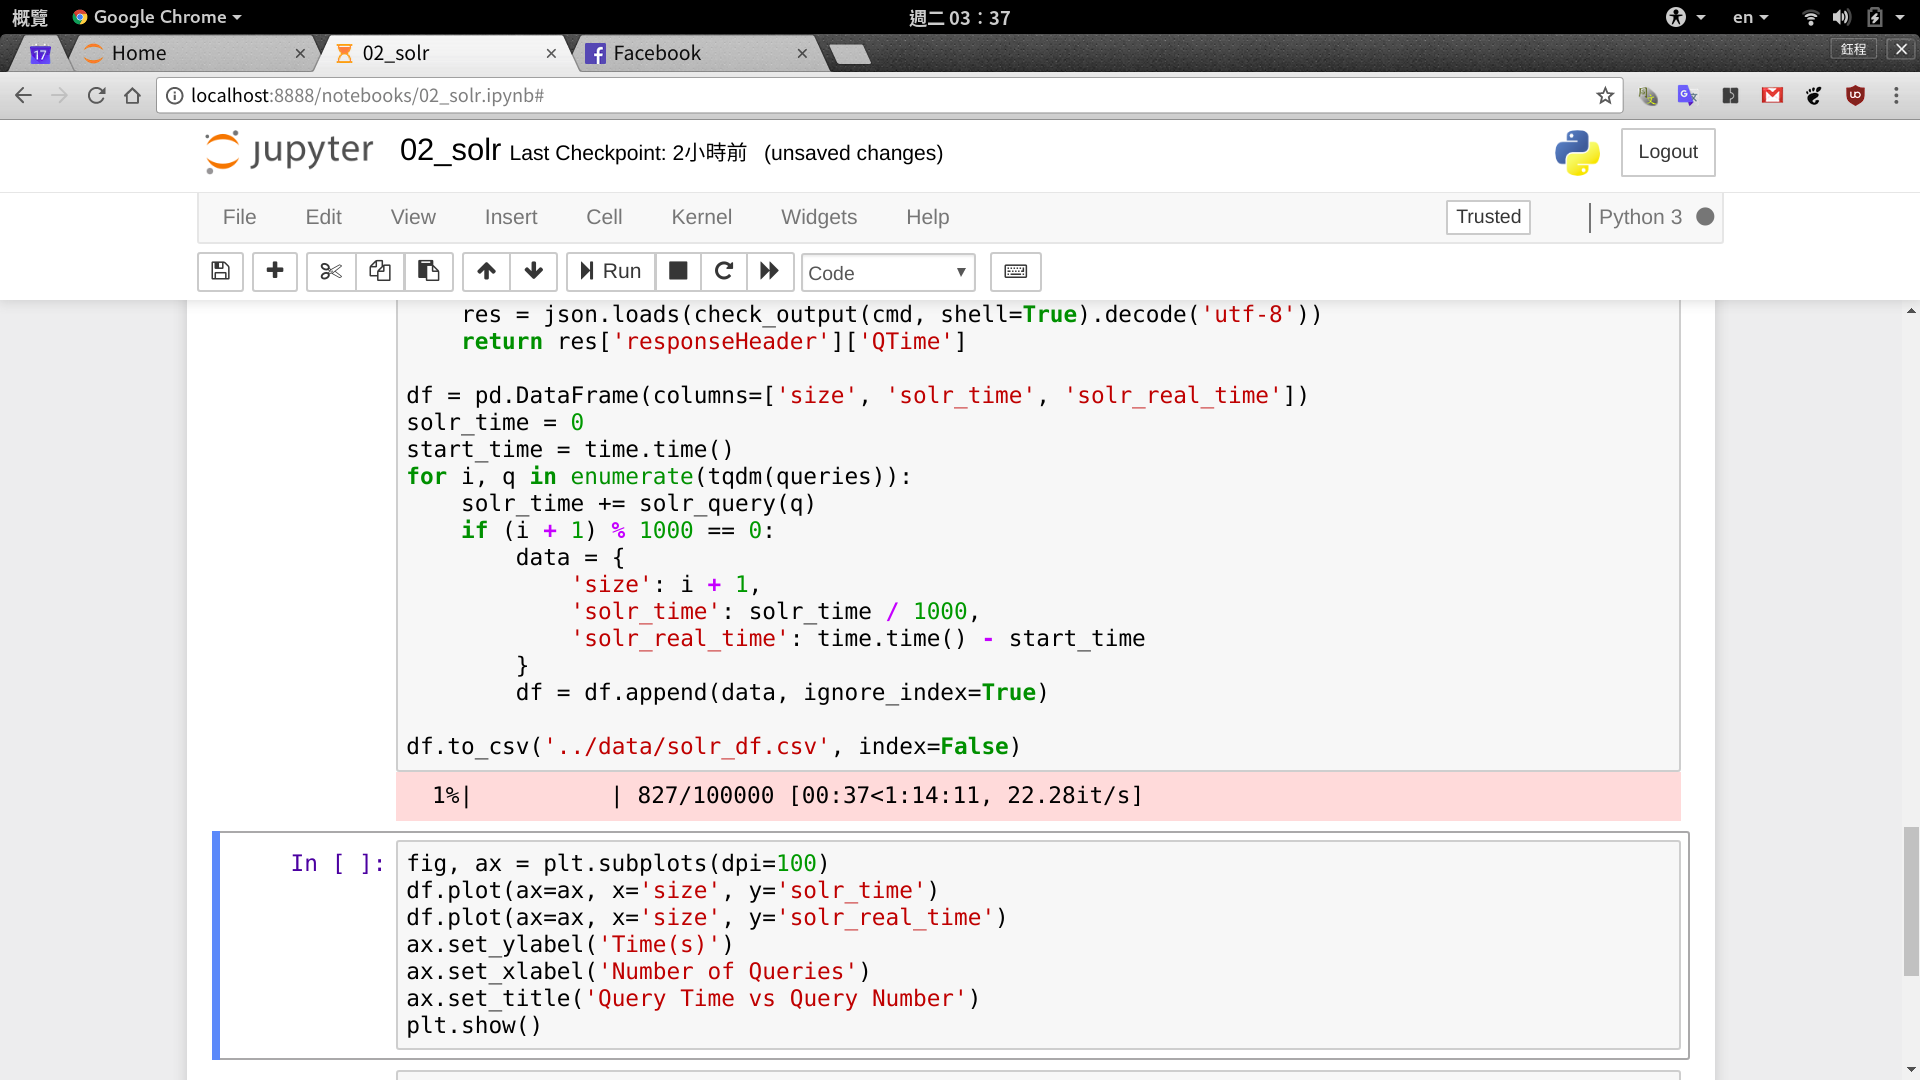 概覽 Google Chrome 週二 03:37 en
17 Home × 02_solr × Facebook × 鈺程 ×
localhost:8888/notebooks/02_solr.ipynb#
jupyter 02_solr Last Checkpoint: 2小時前 (unsaved changes) Logout
File Edit View Insert Cell Kernel Widgets Help Trusted Python 3
Run Code
    res = json.loads(check_output(cmd, shell=True).decode('utf-8'))
    return res['responseHeader']['QTime']
df = pd.DataFrame(columns=['size', 'solr_time', 'solr_real_time'])
solr_time = 0
start_time = time.time()
for i, q in enumerate(tqdm(queries)):
    solr_time += solr_query(q)
    if (i + 1) % 1000 == 0:
        data = {
            'size': i + 1,
            'solr_time': solr_time / 1000,
            'solr_real_time': time.time() - start_time
        }
        df = df.append(data, ignore_index=True)
df.to_csv('../data/solr_df.csv', index=False)
1%|          | 827/100000 [00:37<1:14:11, 22.28it/s]
In [ ]: fig, ax = plt.subplots(dpi=100)
df.plot(ax=ax, x='size', y='solr_time')
df.plot(ax=ax, x='size', y='solr_real_time')
ax.set_ylabel('Time(s)')
ax.set_xlabel('Number of Queries')
ax.set_title('Query Time vs Query Number')
plt.show()